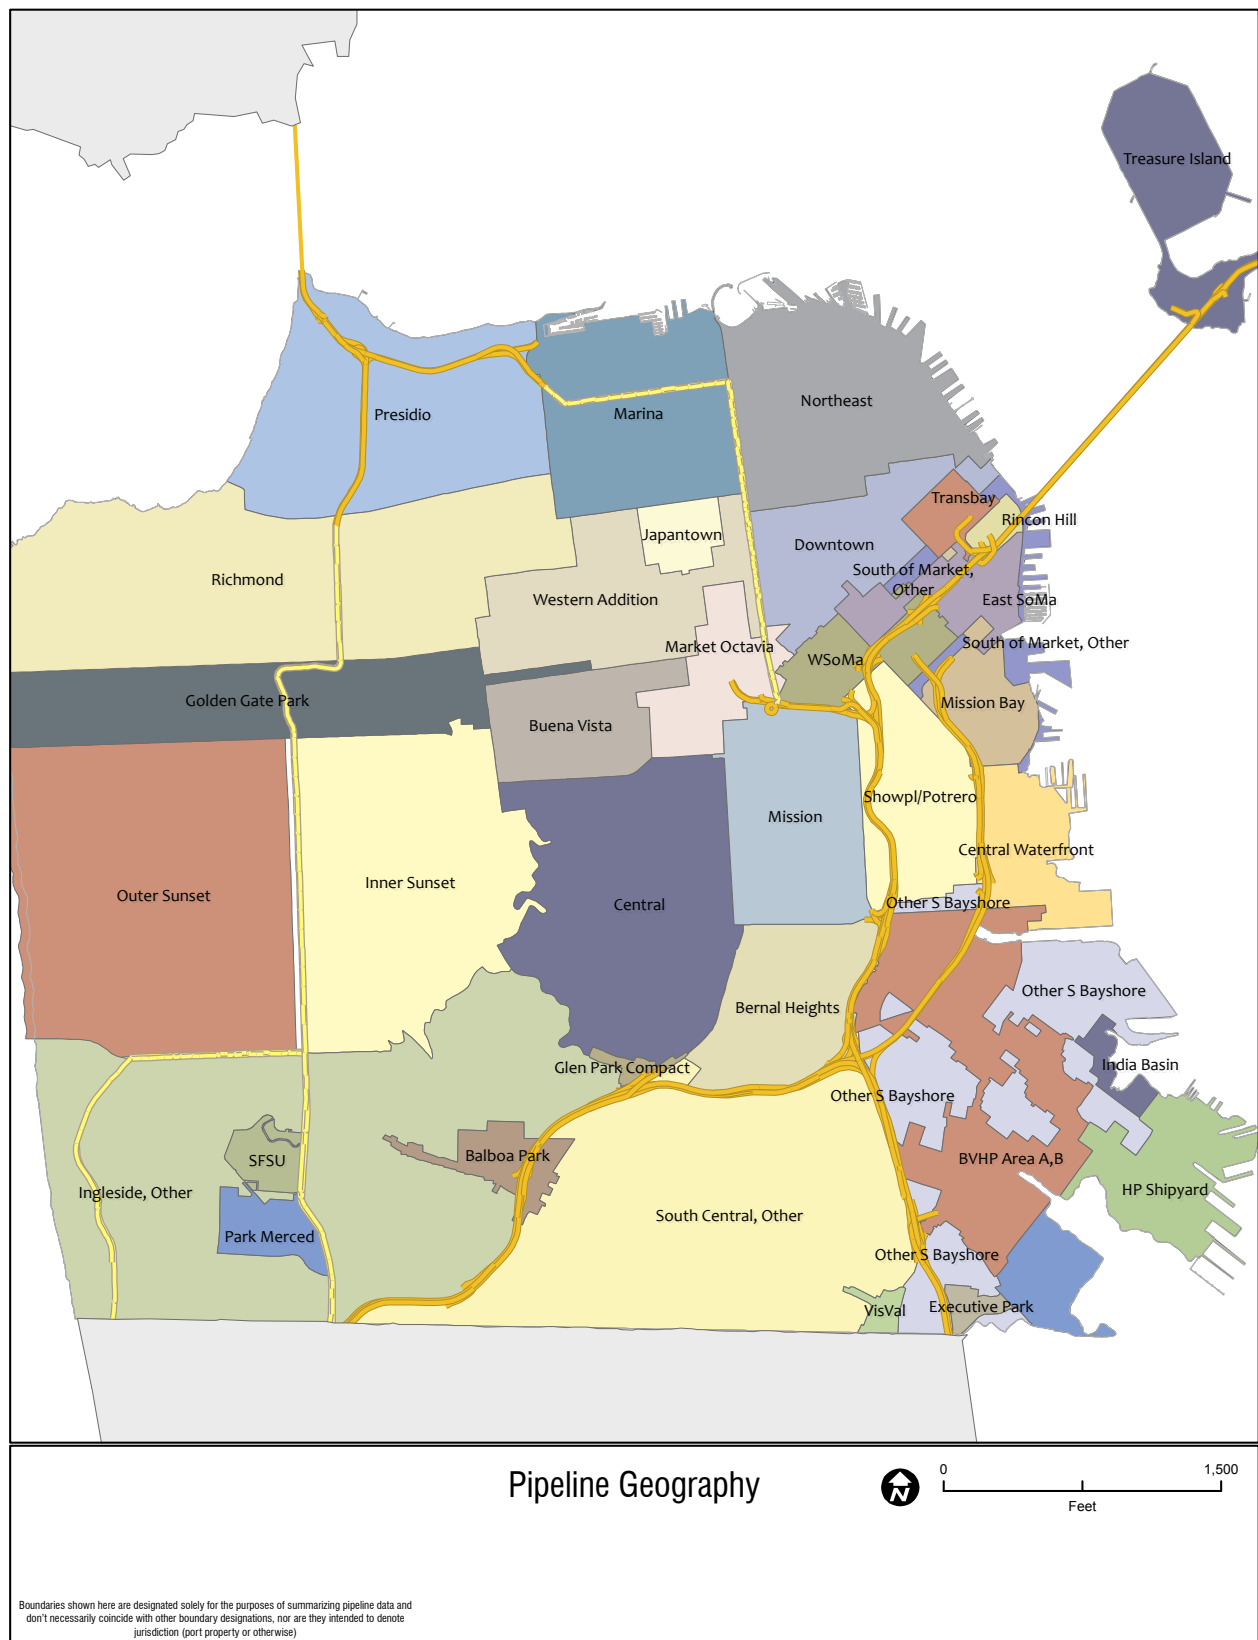 Treasure Island
Northeast
Presidio
Marina
Transbay
Rincon Hill
Japantown
Downtown
South of Market,
Other
Richmond
Western Addition
East SoMa
Market Octavia
South of Market, Other
WSoMa
Golden Gate Park
Mission Bay
Buena Vista
Showpl/Potrero
Mission
Central Waterfront
Inner Sunset
Outer Sunset
Central
Other S Bayshore
Other S Bayshore
Bernal Heights
India Basin
Glen Park Compact
Other S Bayshore
Balboa Park
BVHP Area A,B
SFSU
HP Shipyard
Ingleside, Other
South Central, Other
Park Merced
Other S Bayshore
Executive Park
VisVal
Pipeline Geography
N
0
1,500
Feet
Boundaries shown here are designated solely for the purposes of summarizing pipeline data and
don't necessarily coincide with other boundary designations, nor are they intended to denote
jurisdiction (port property or otherwise)